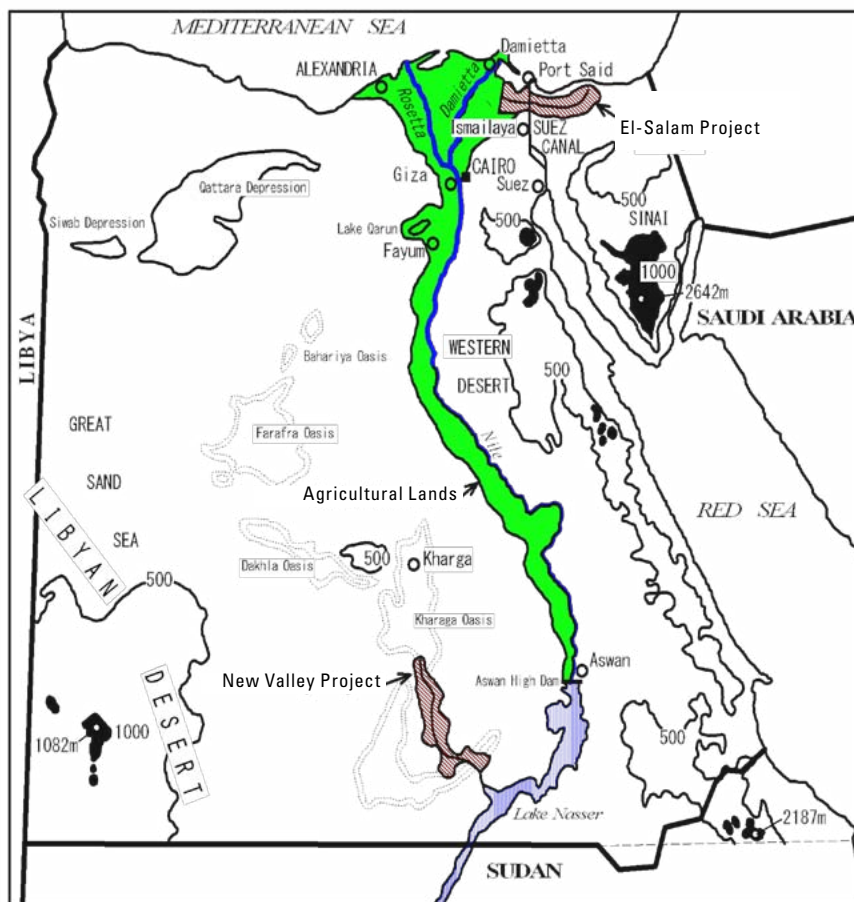 MEDITERRANEAN SEA
Damietta
ALEXANDRIA
Port Said
Rosetta
Damietta
El-Salam Project
Ismailaya
SUEZ
CANAL
CAIRO
Giza
Suez
Qattara Depression
500
SINAI
Siwab Depression
Lake Qarun
500
Fayum
1000
2642m
SAUDI ARABIA
LIBYA
WESTERN
Bahariya Oasis
DESERT
500
GREAT
Farafra Oasis
Nile
SAND
Agricultural Lands
RED SEA
SEA
LIBYAN
500
Kharga
Dakhla Oasis
500
Kharaga Oasis
Aswan
New Valley Project
Aswan High Dam
DESERT
1082m
1000
500
Lake Nasser
2187m
SUDAN